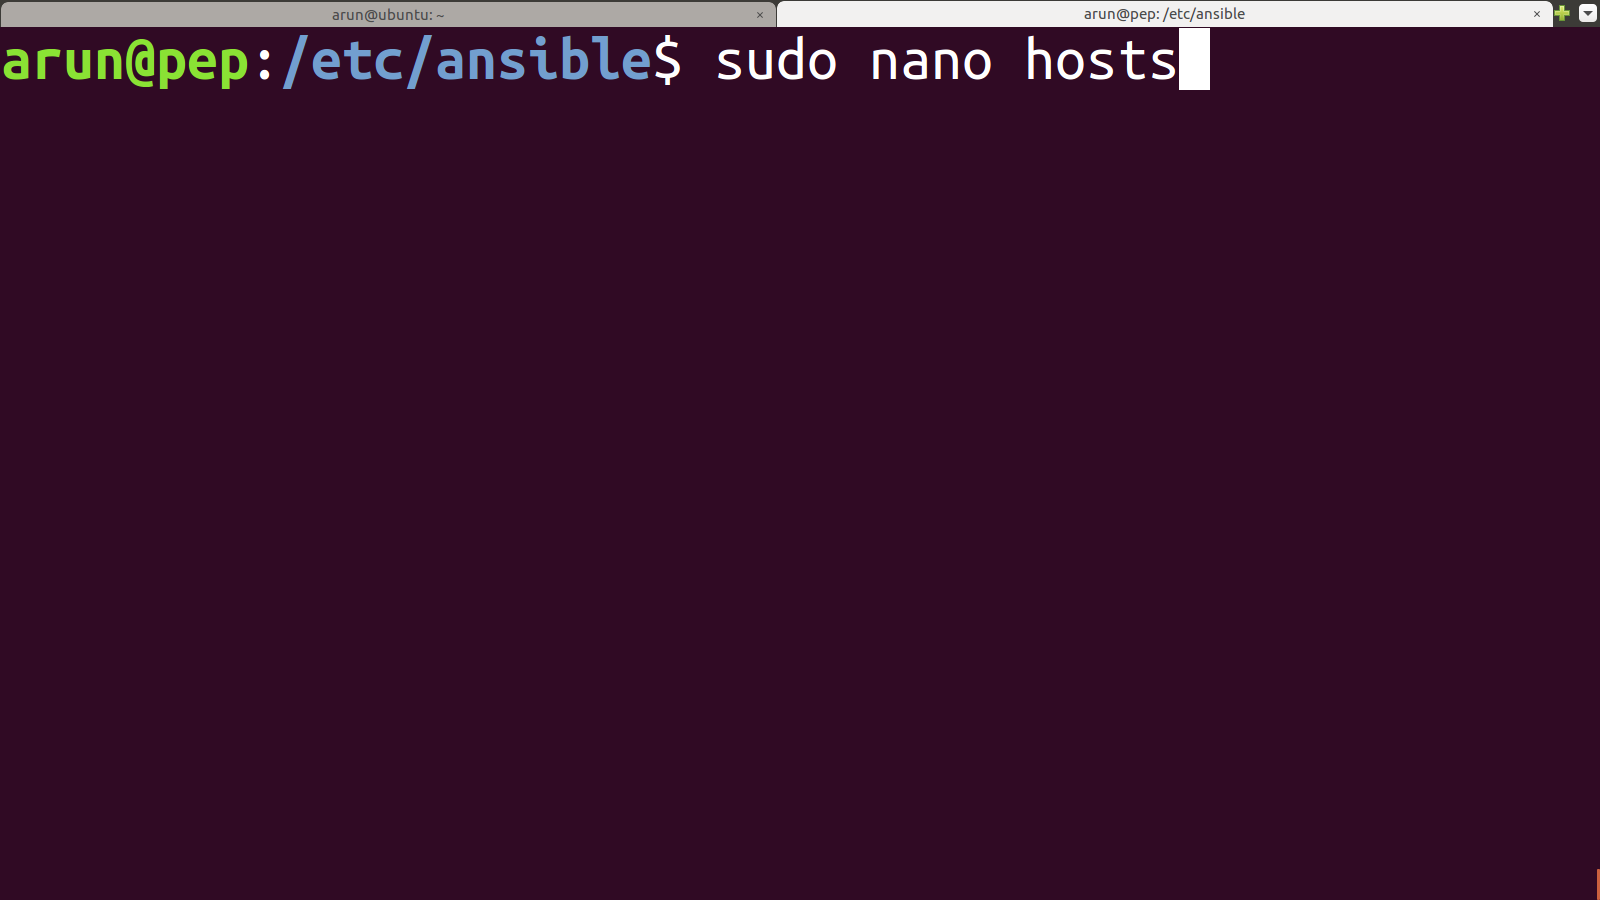 arun@ubuntu: ~ ×
arun@pep: /etc/ansible ×
arun@pep:/etc/ansible$ sudo nano hosts